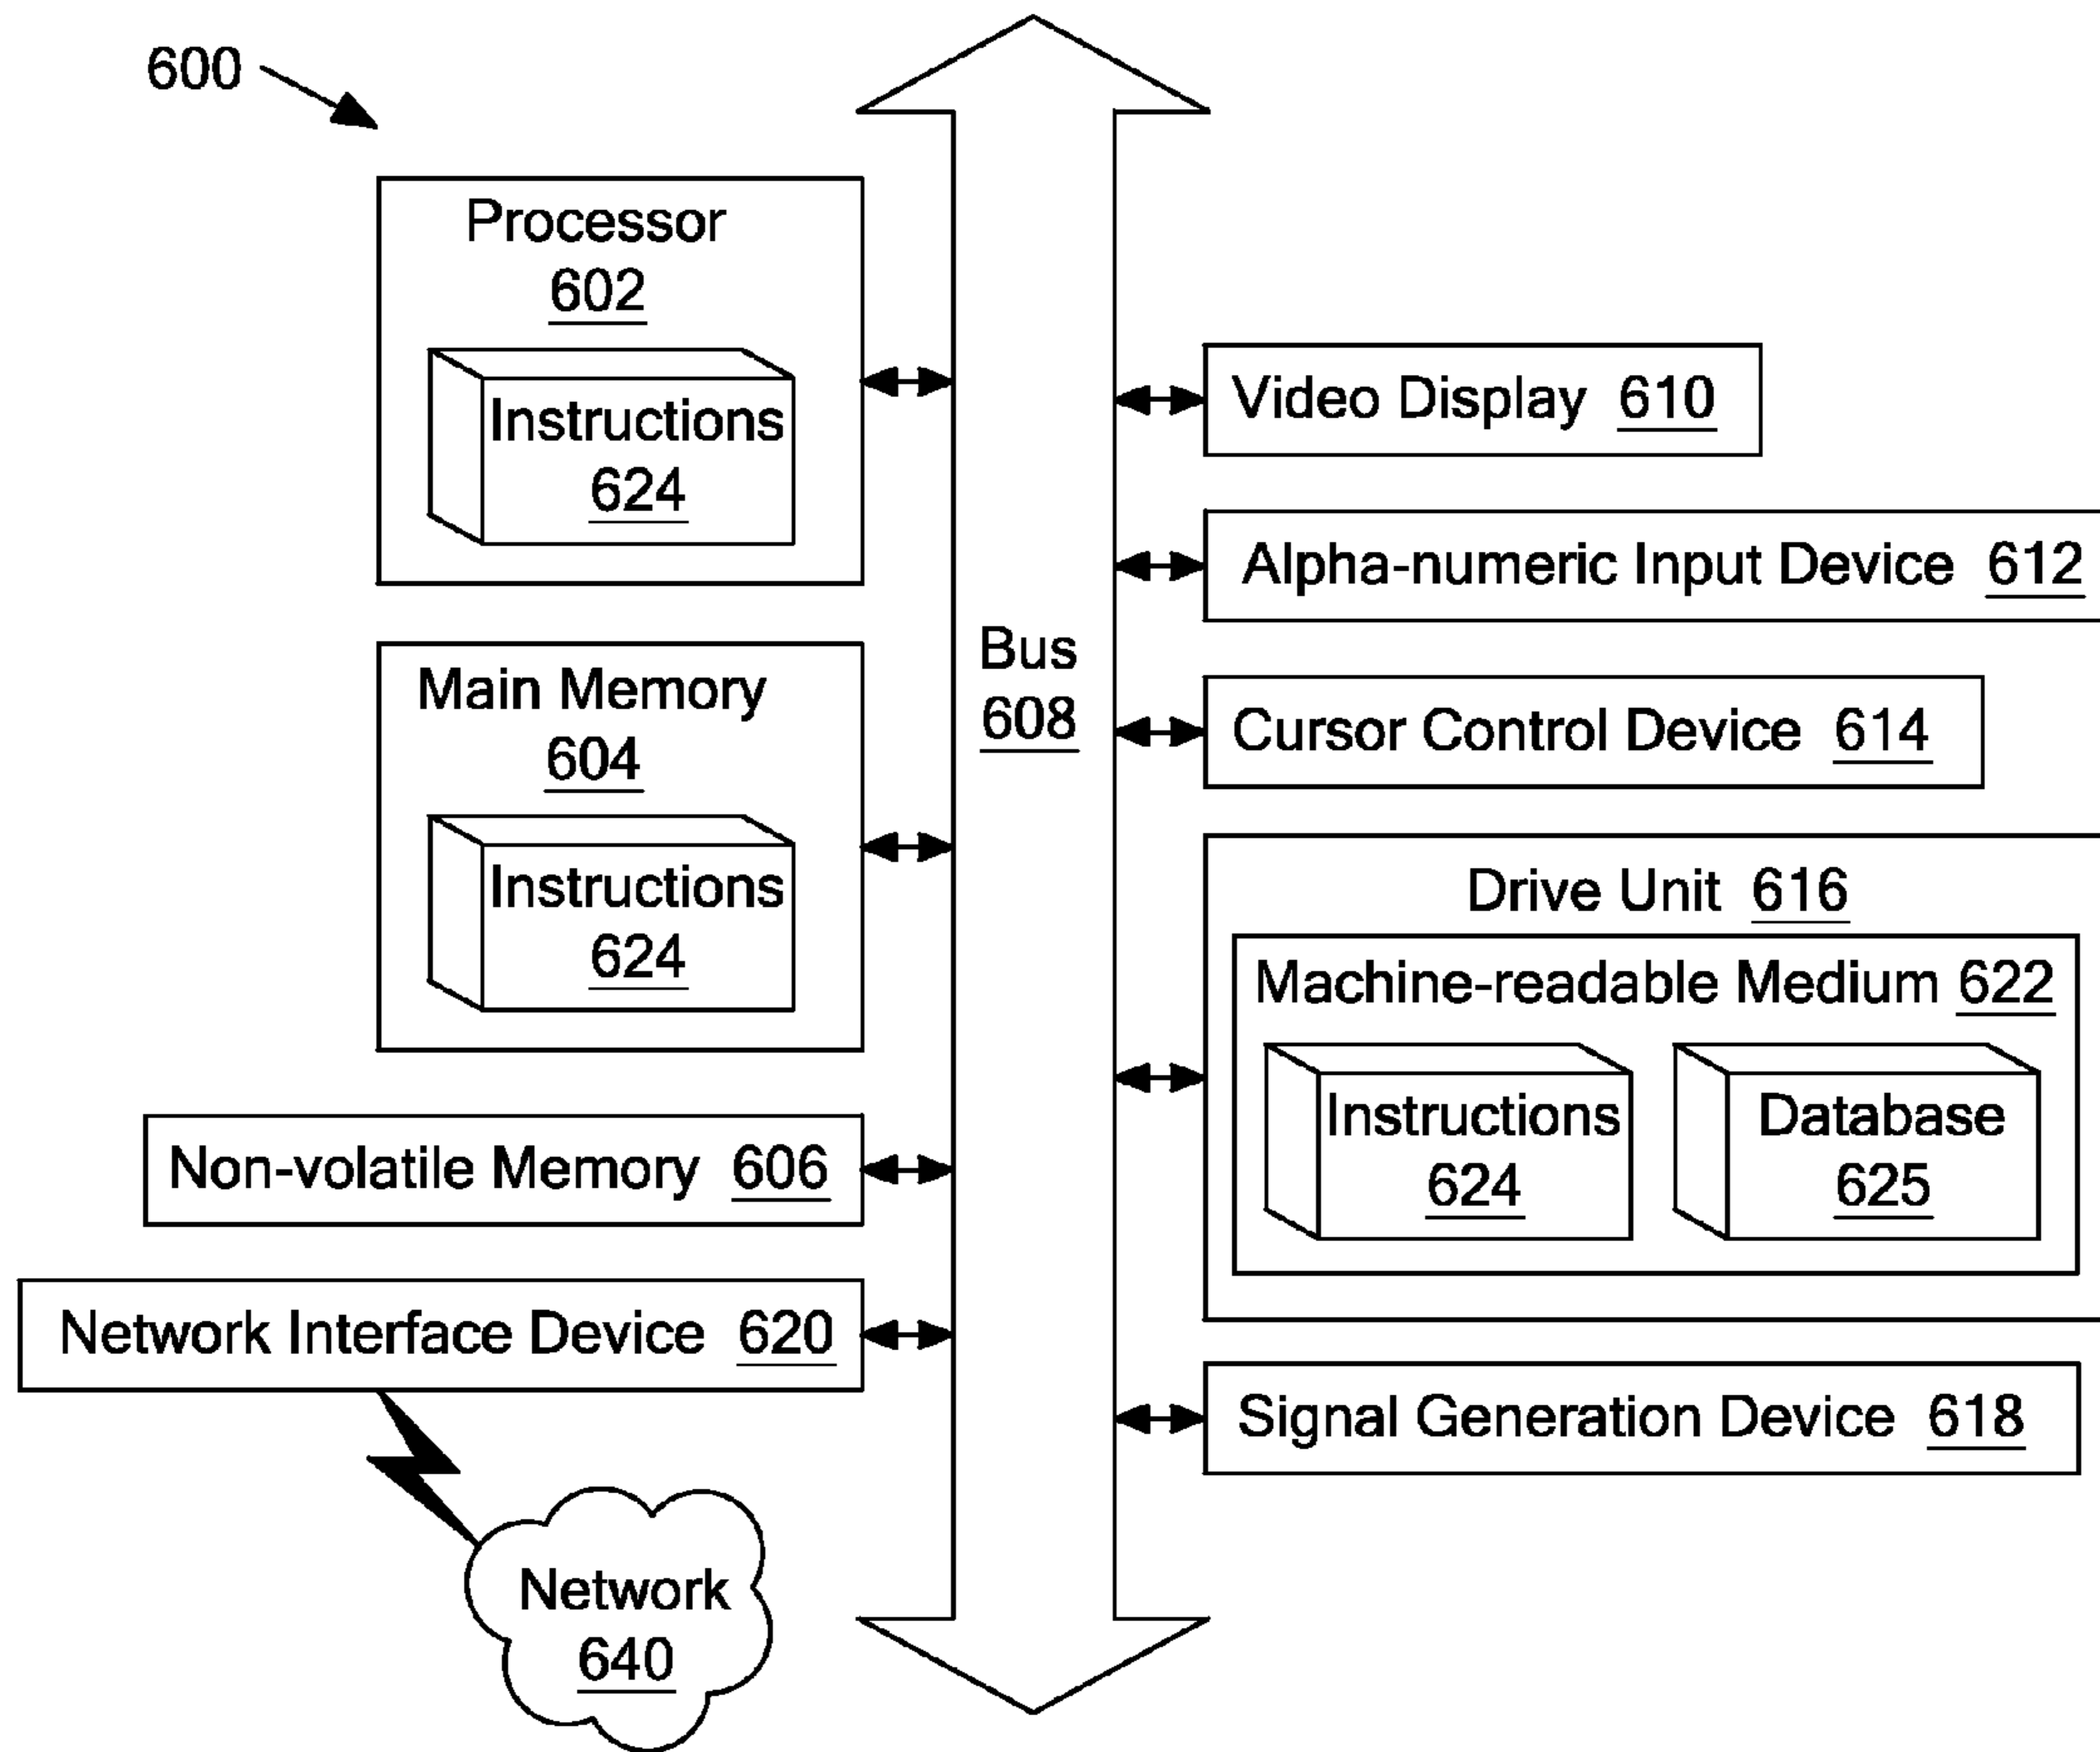 600
Processor
602
Instructions
624
Main Memory
604
Instructions
624
Non-volatile Memory 606
Network Interface Device 620
Network
640
Bus
608
Video Display 610
Alpha-numeric Input Device 612
Cursor Control Device 614
Drive Unit 616
Machine-readable Medium 622
Instructions
624
Database
625
Signal Generation Device 618